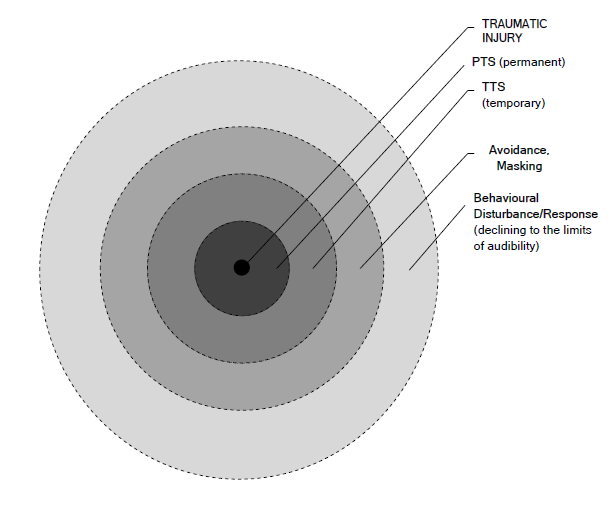 TRAUMATIC
INJURY
PTS (permanent)
TTS
(temporary)
Avoidance,
Masking
Behavioural
Disturbance/Response
(declining to the limits
of audibility)